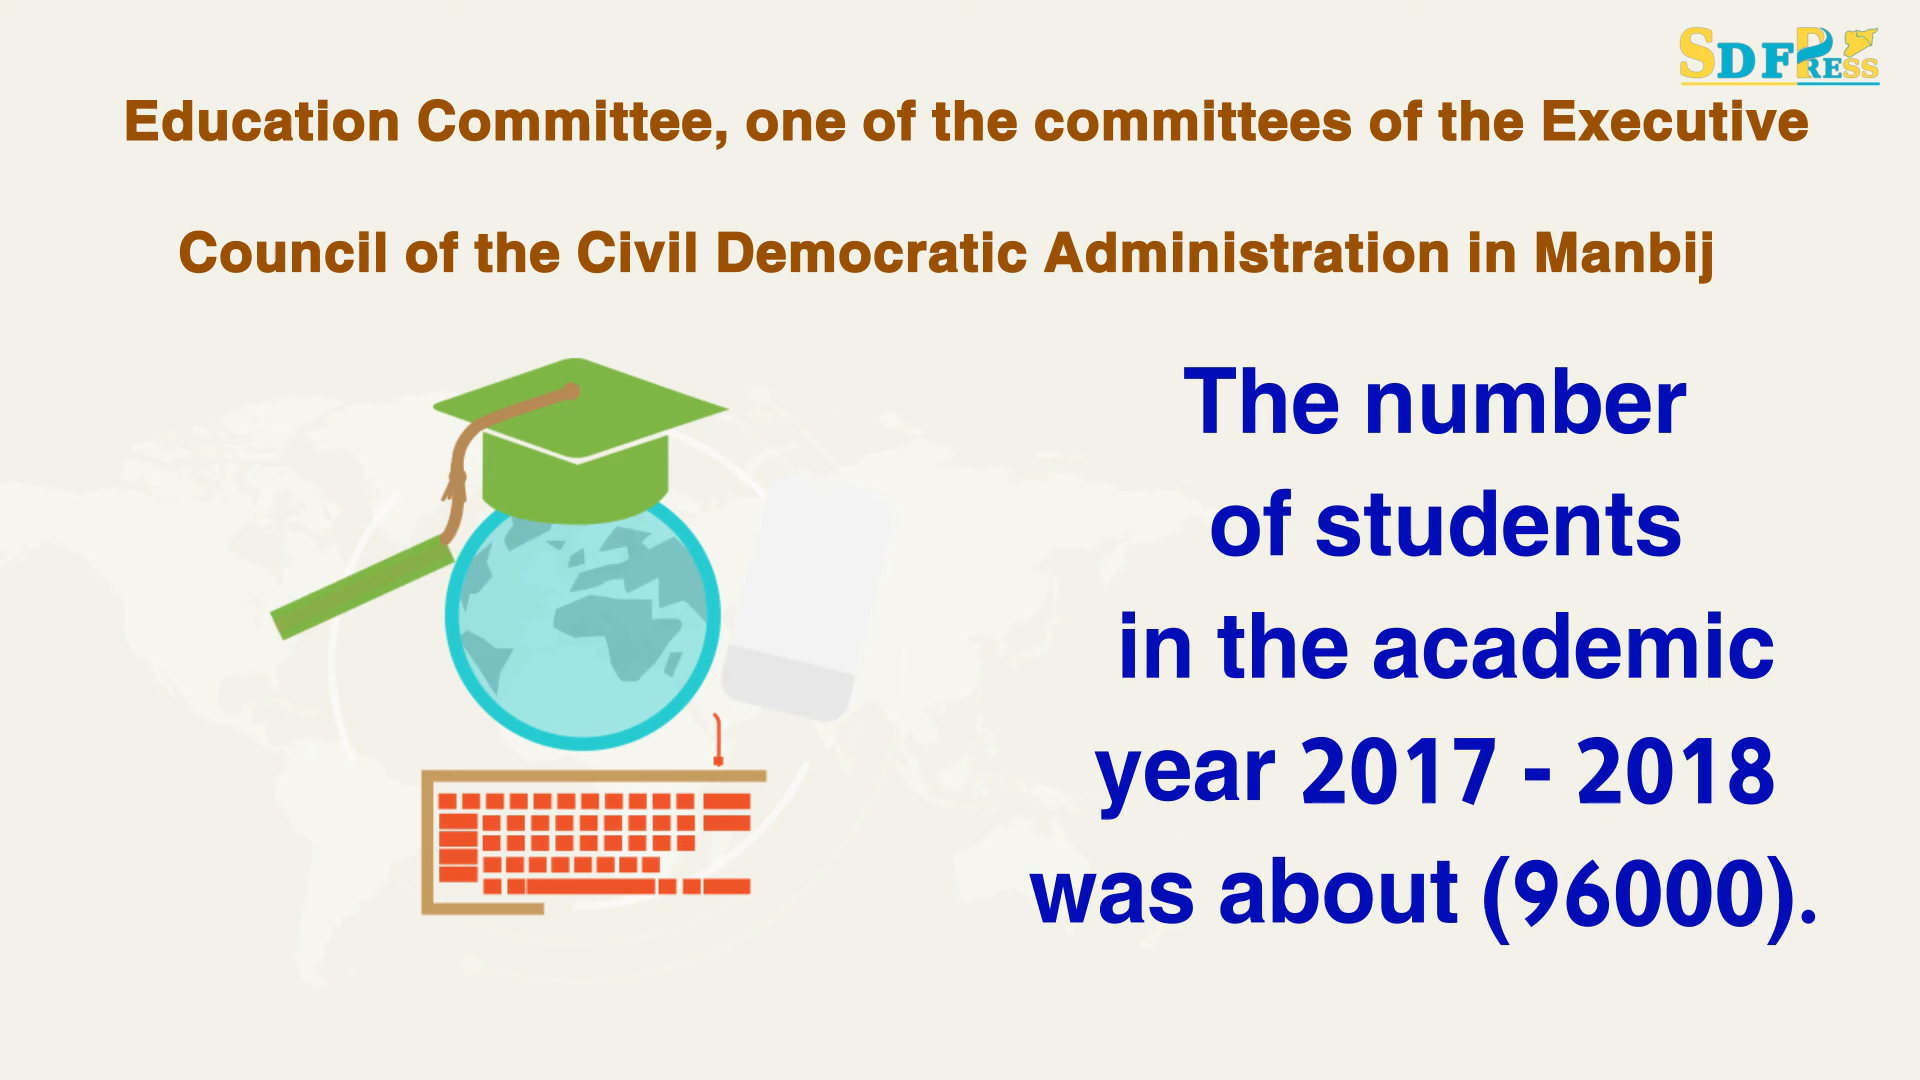 SDF PRESS
Education Committee, one of the committees of the Executive
Council of the Civil Democratic Administration in Manbij
The number
of students
in the academic
year 2017 - 2018
was about (96000).